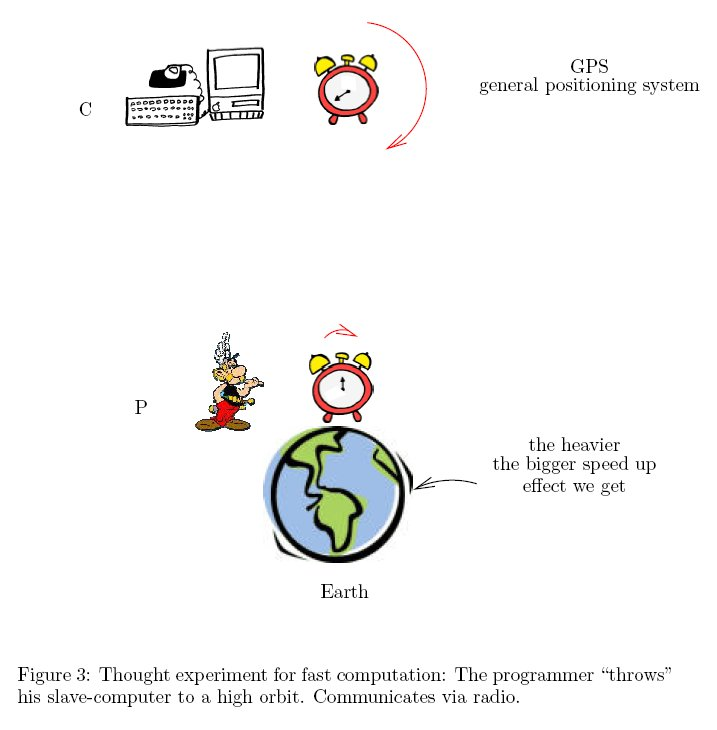 GPS
general positioning system
C
P
the heavier
the bigger speed up
effect we get
Earth
Figure 3: Thought experiment for fast computation: The programmer “throws”
his slave-computer to a high orbit. Communicates via radio.